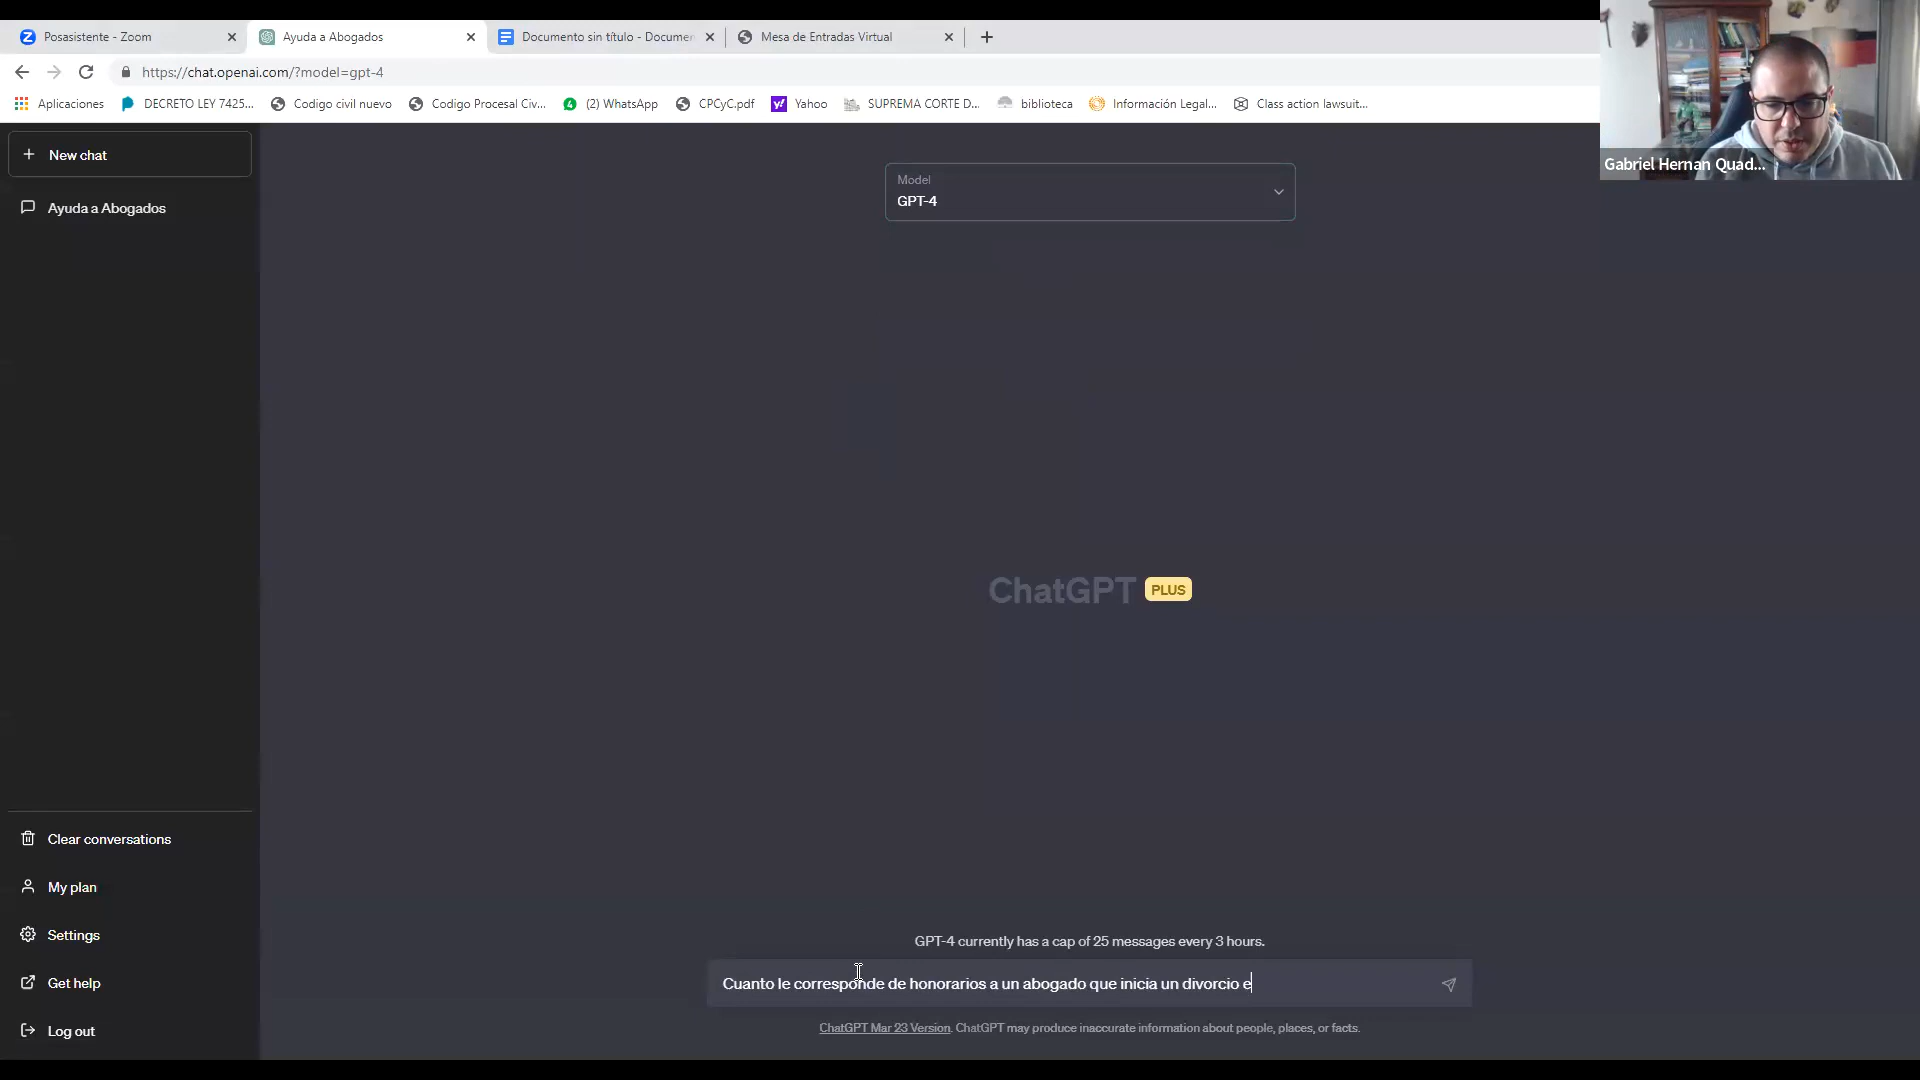 Posasistente - Zoom
Ayuda a Abogados
Documento sin título - Documen
Mesa de Entradas Virtual
https://chat.openai.com/?model=gpt-4
Aplicaciones
DECRETO LEY 7425...
Codigo civil nuevo
Codigo Procesal Civ...
(2) WhatsApp
CPCyC.pdf
Yahoo
SUPREMA CORTE D...
biblioteca
Información Legal...
Class action lawsuit...
Gabriel Hernan Quad...
New chat
Ayuda a Abogados
Model
GPT-4
ChatGPT PLUS
Clear conversations
My plan
Settings
Get help
Log out
GPT-4 currently has a cap of 25 messages every 3 hours.
Cuanto le corresponde de honorarios a un abogado que inicia un divorcio e
ChatGPT Mar 23 Version. ChatGPT may produce inaccurate information about people, places, or facts.